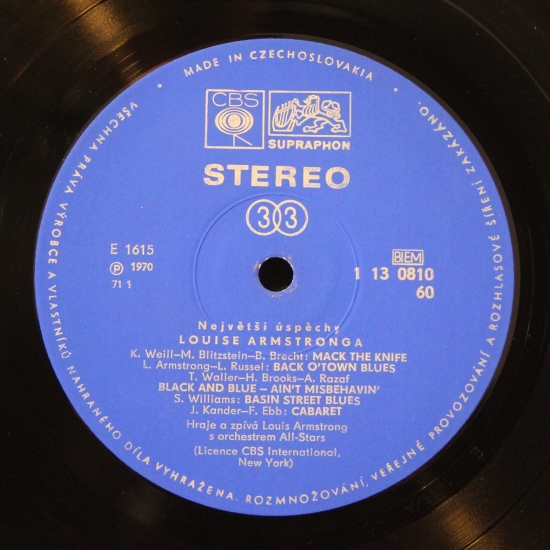 MADE IN CZECHOSLOVAKIA
CBS
SUPRAPHON
STEREO
33
E 1615
Ⓟ 1970
71 1
BIEM
1 13 0810
60
Největší úspěchy
LOUISE ARMSTRONGA
K. Weill—M. Blitzstein—B. Brecht: MACK THE KNIFE
L. Armstrong—L. Russel: BACK O'TOWN BLUES
T. Waller—H. Brooks—A. Razaf
BLACK AND BLUE – AIN'T MISBEHAVIN'
S. Williams: BASIN STREET BLUES
J. Kander—F. Ebb: CABARET
Hraje a zpívá Louis Armstrong
s orchestrem All-Stars
(Licence CBS International,
New York)
VŠECHNA PRÁVA VÝROBCE A VLASTNÍKŮ NAHRANÉHO DÍLA VYHRAŽENA. ROZMNOŽOVÁNÍ, VEŘEJNÉ PROVOZOVÁNÍ A ROZHLASOVÉ ŠÍŘENÍ ZAKÁZÁNO.